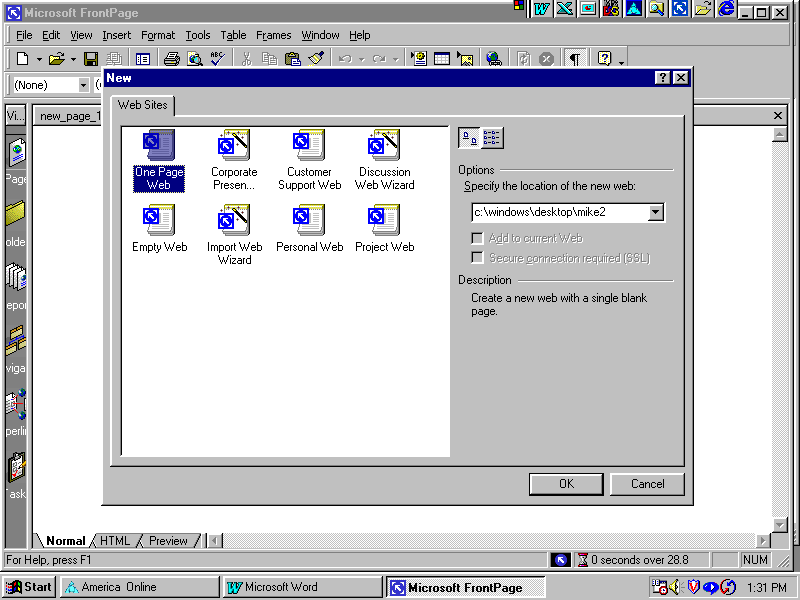 Microsoft FrontPage
File Edit View Insert Format Tools Table Frames Window Help
(None)
New
Vi...
new_page_1
Web Sites
One Page Web
Corporate Presen...
Customer Support Web
Discussion Web Wizard
Empty Web
Import Web Wizard
Personal Web
Project Web
Options
Specify the location of the new web:
c:\windows\desktop\mike2
Add to current Web
Secure connection required (SSL)
Description
Create a new web with a single blank
page.
OK Cancel
Page
olde
epor
viga
perli
ask
Normal HTML Preview
For Help, press F1
0 seconds over 28.8
NUM
Start
America Online
Microsoft Word
Microsoft FrontPage
1:31 PM